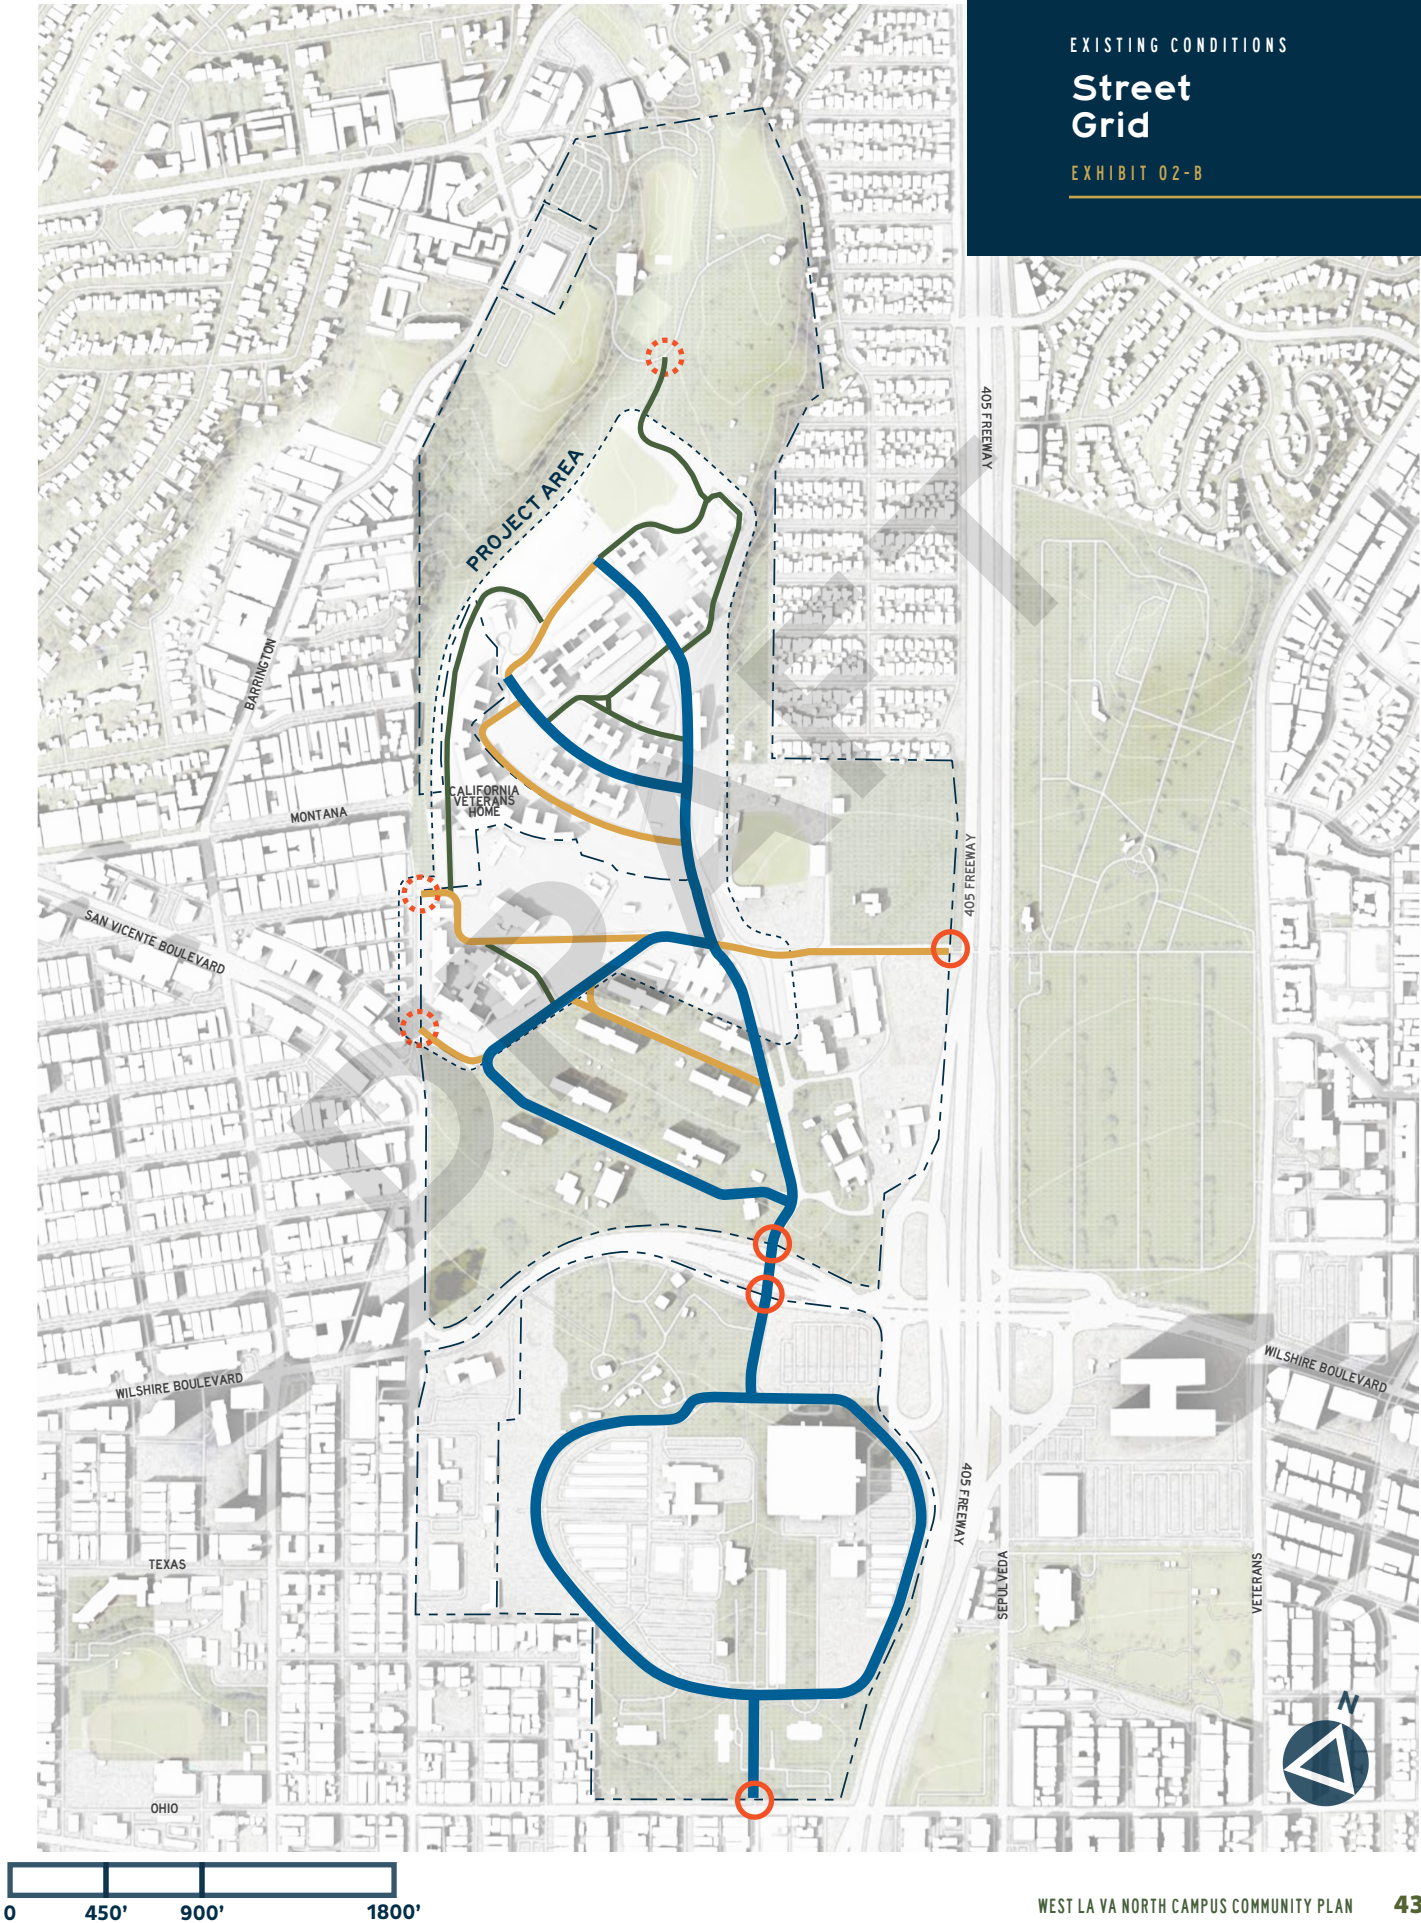 EXISTING CONDITIONS
Street
Grid
EXHIBIT 02-B
405 FREEWAY
PROJECT AREA
BARRINGTON
CALIFORNIA
VETERANS
HOME
MONTANA
405 FREEWAY
SAN VICENTE BOULEVARD
DRAFT
WILSHIRE BOULEVARD
WILSHIRE BOULEVARD
405 FREEWAY
TEXAS
SEPULVEDA
VETERANS
N
OHIO
0 450’ 900’ 1800’
WEST LA VA NORTH CAMPUS COMMUNITY PLAN 43